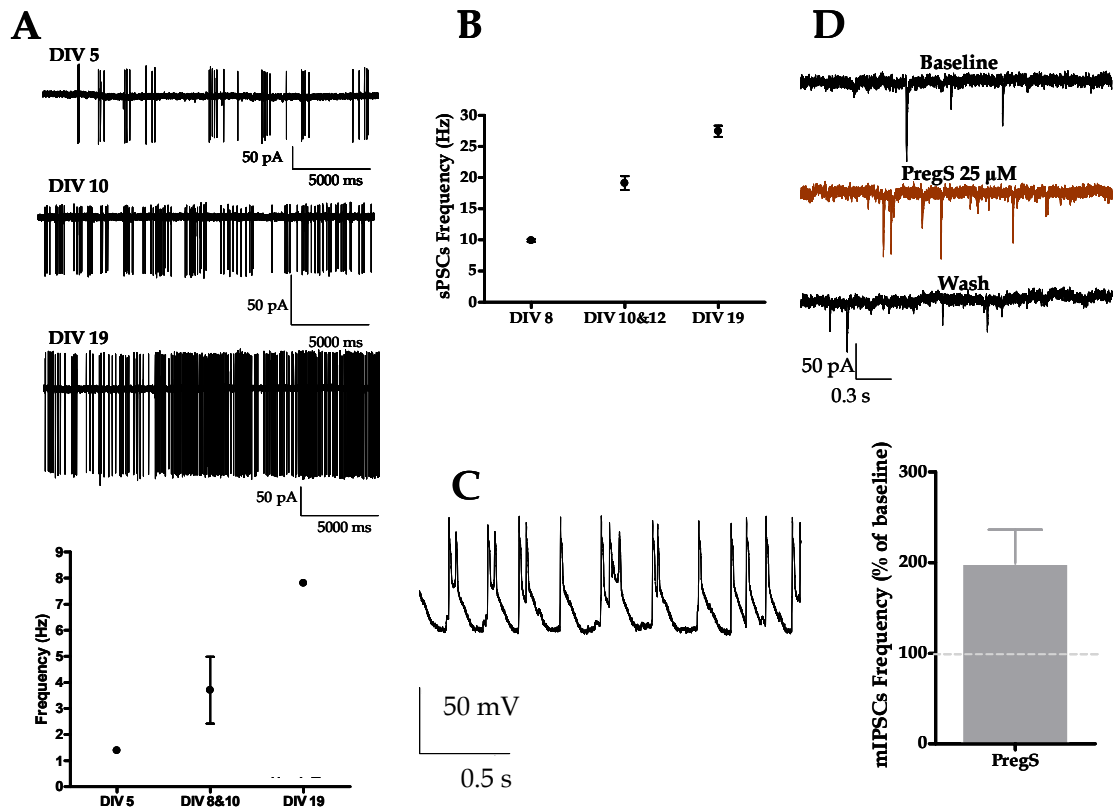 A
DIV 5
50 pA
5000 ms
DIV 10
50 pA
5000 ms
DIV 19
50 pA
5000 ms
9
8
7
6
5
4
3
2
1
0
Frequency (Hz)
DIV 5
DIV 8&10
DIV 19
B
30
25
20
15
10
5
0
sPSCs Frequency (Hz)
DIV 8
DIV 10&12
DIV 19
C
50 mV
0.5 s
D
Baseline
PregS 25 µM
Wash
50 pA
0.3 s
300
200
100
0
mIPSCs Frequency (% of baseline)
PregS